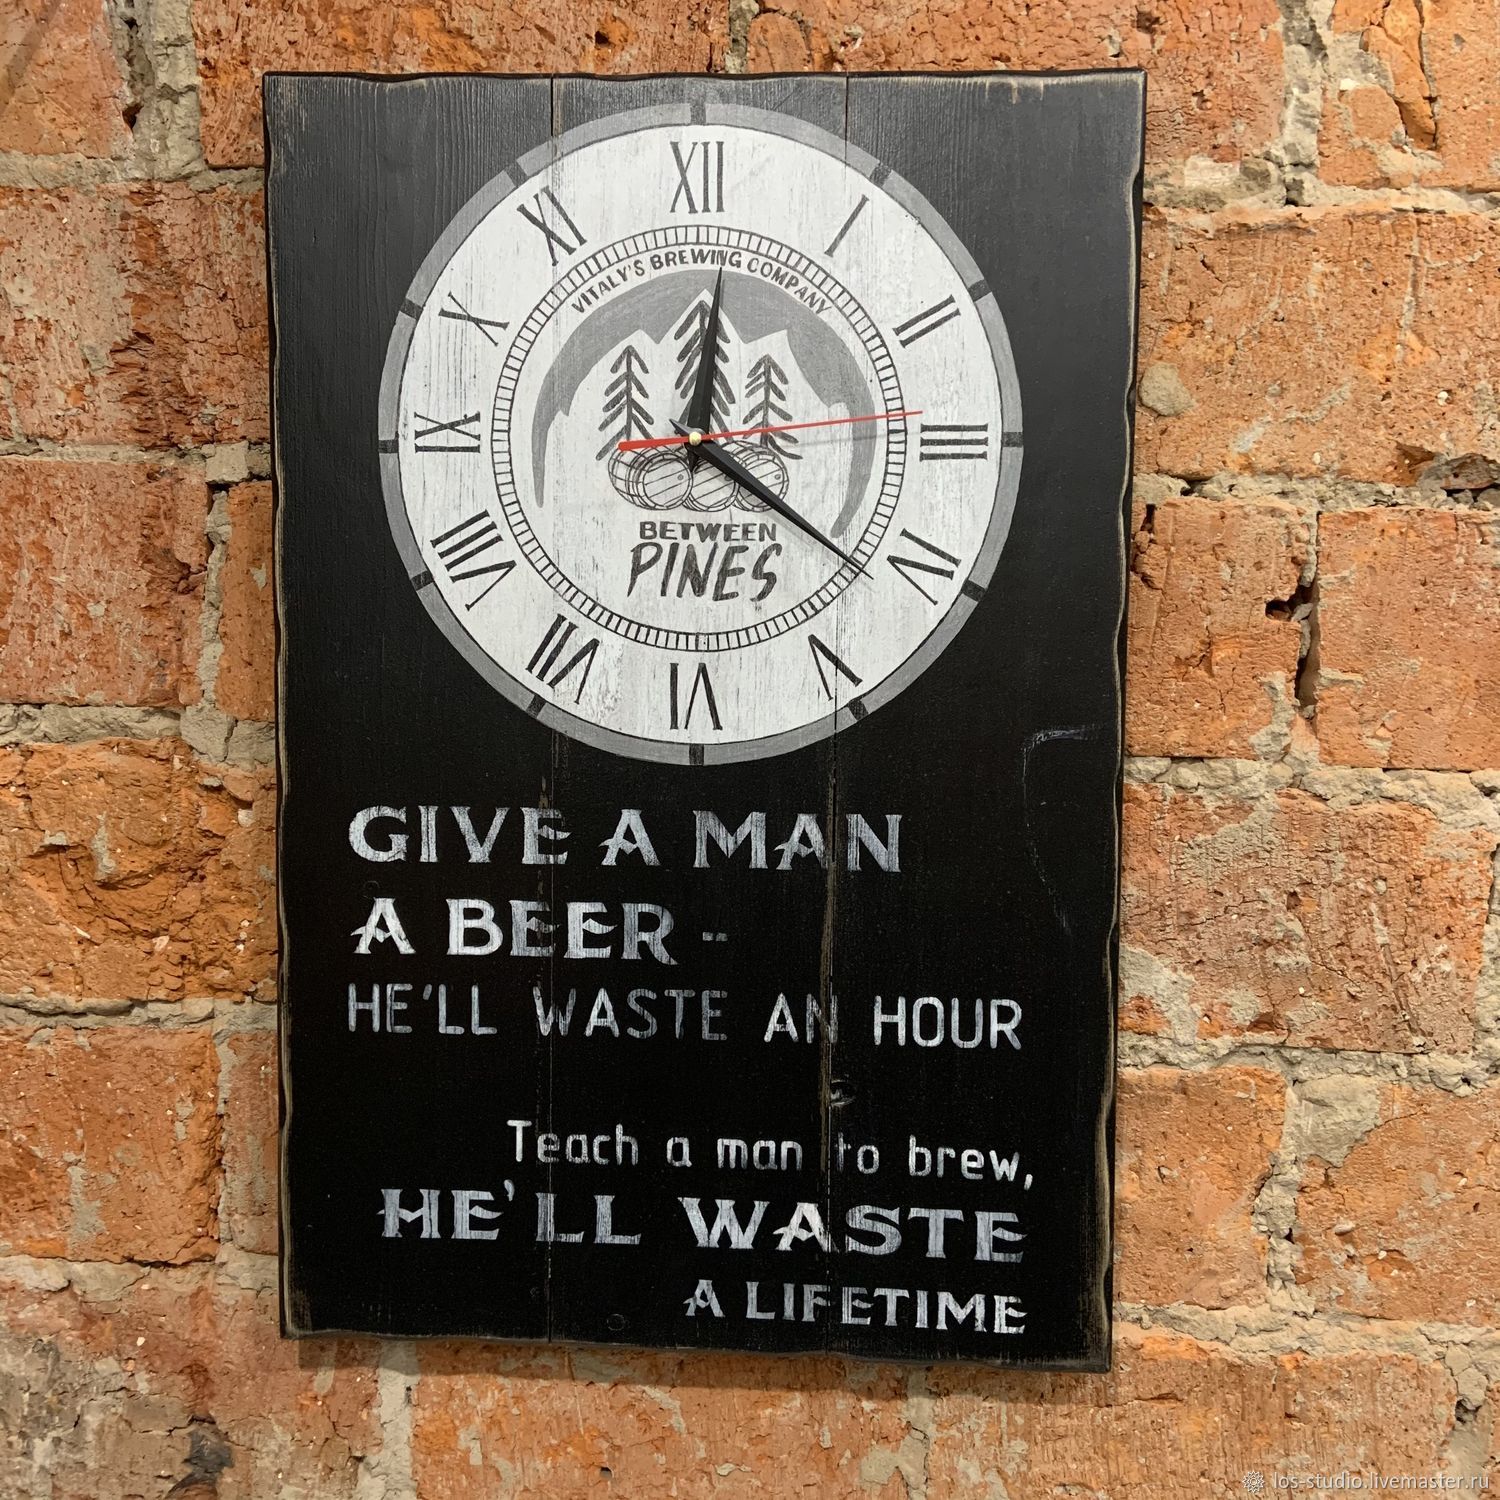 XII
XI I
X II
IX III
VIII IV
VII V
VI
VITALY'S BREWING COMPANY
BETWEEN
PINES
GIVE A MAN
A BEER -
HE'LL WASTE AN HOUR
Teach a man to brew,
HE'LL WASTE
A LIFETIME
los-studio.livemaster.ru